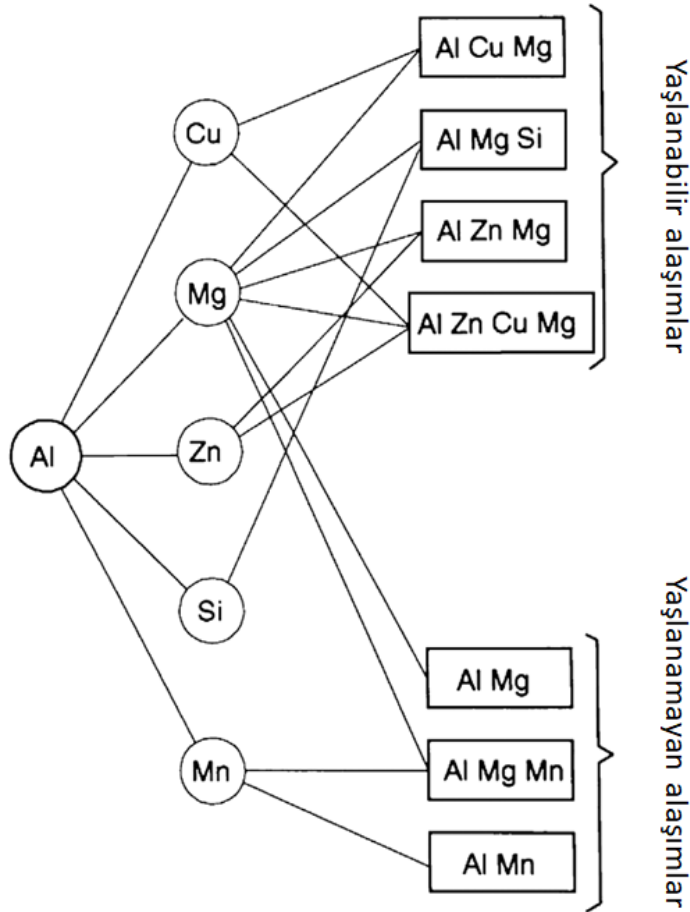 Al
Cu
Mg
Zn
Si
Mn
Al Cu Mg
Al Mg Si
Al Zn Mg
Al Zn Cu Mg
Yaşlanabilir alaşımlar
Al Mg
Al Mg Mn
Al Mn
Yaşlanamayan alaşımlar